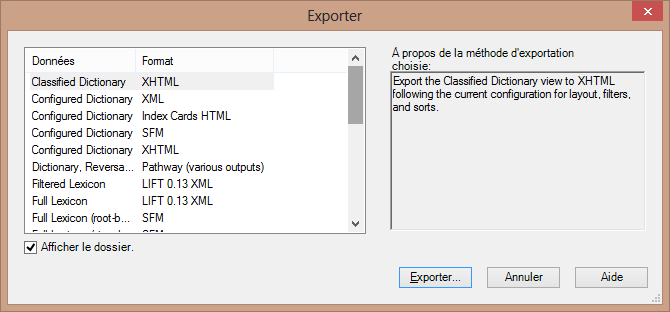 Exporter
Données Format
Classified Dictionary XHTML
Configured Dictionary XML
Configured Dictionary Index Cards HTML
Configured Dictionary SFM
Configured Dictionary XHTML
Dictionary, Reversa... Pathway (various outputs)
Filtered Lexicon LIFT 0.13 XML
Full Lexicon LIFT 0.13 XML
Full Lexicon (root-b... SFM
Afficher le dossier.
A propos de la méthode d'exportation
choisie:
Export the Classified Dictionary view to XHTML
following the current configuration for layout, filters,
and sorts.
Exporter... Annuler Aide